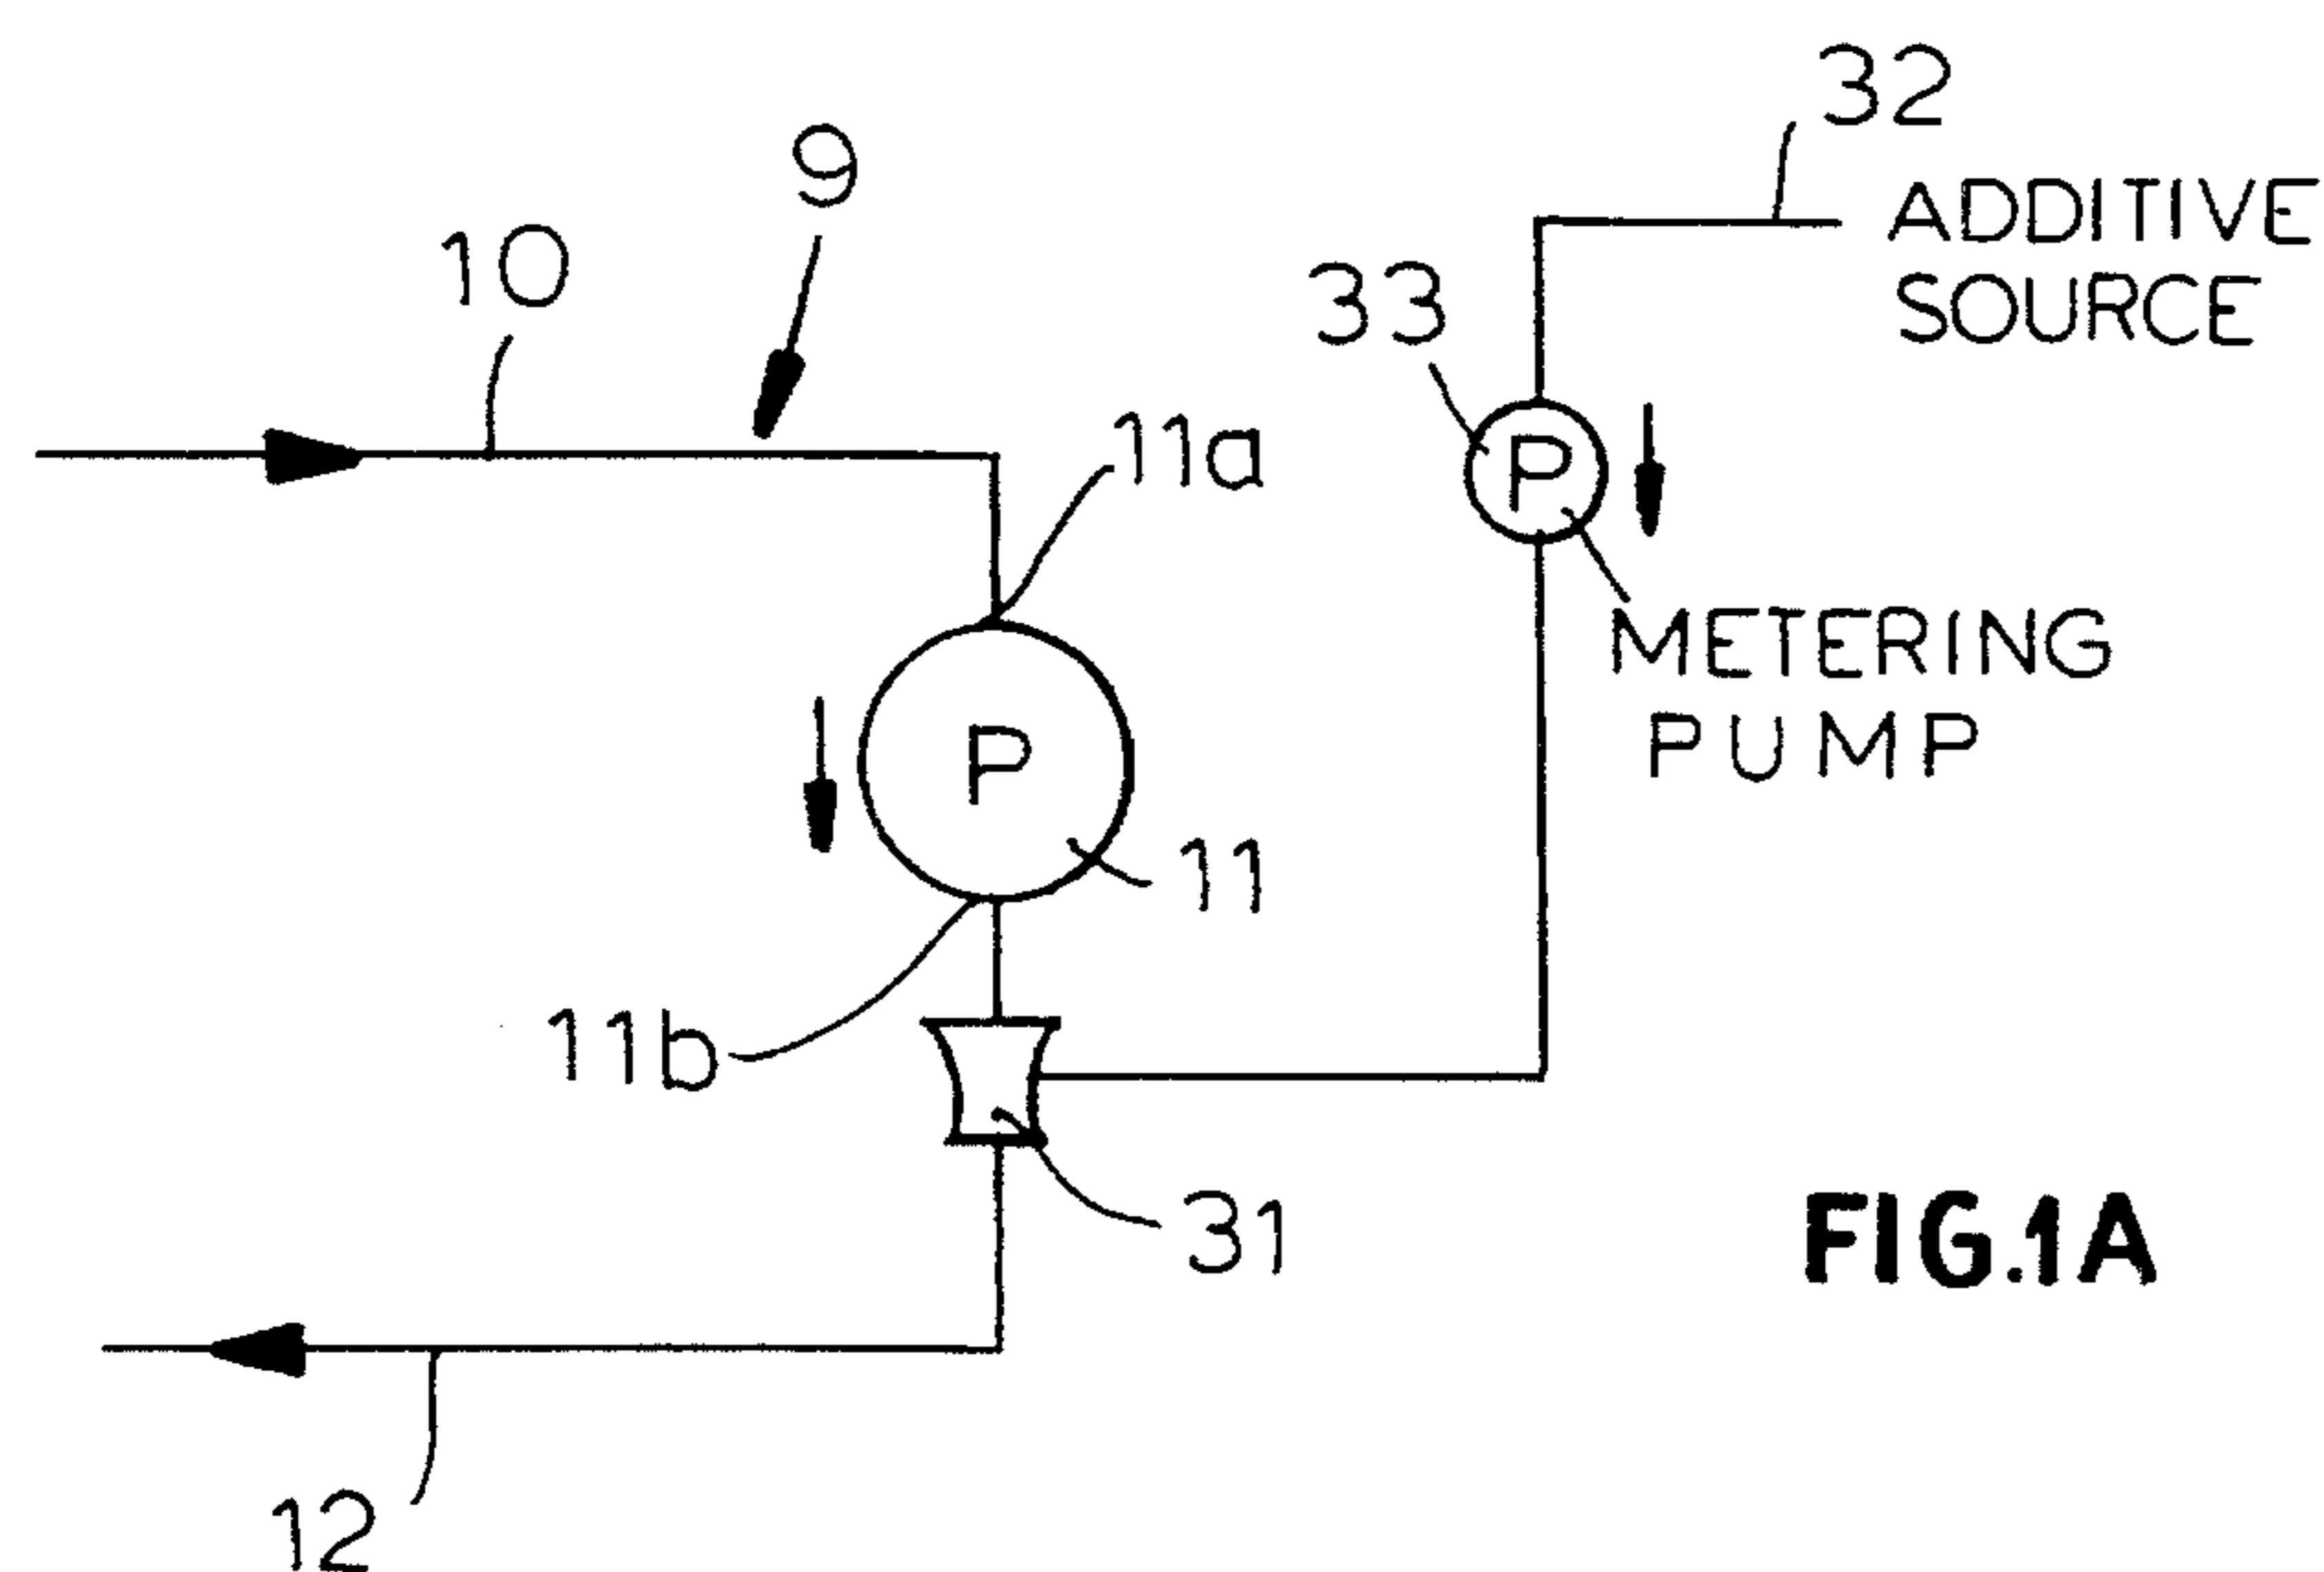 32
9
ADDITIVE
SOURCE
10
33
11a
P
METERING
PUMP
P
11
11b
31
FIG.1A
12